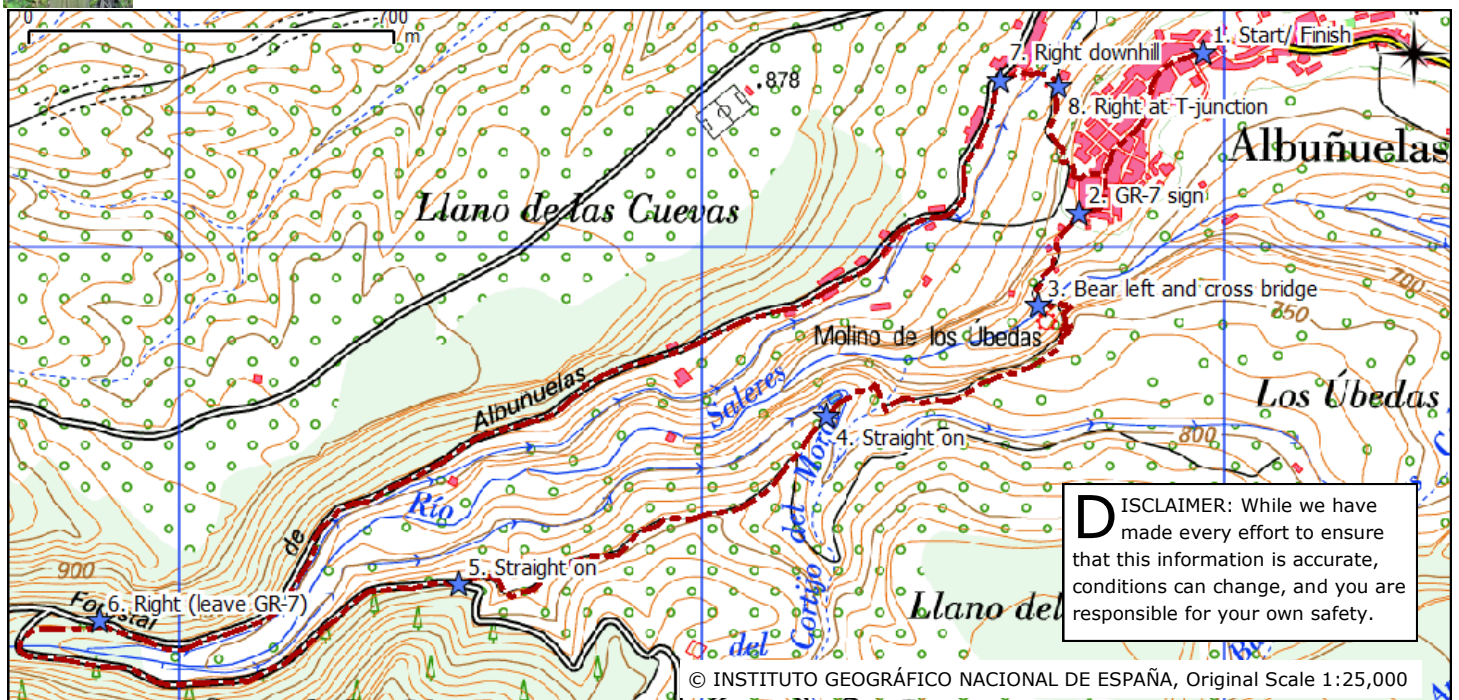 0
700
m
1. Start/ Finish
7. Right downhill
.878
8. Right at T-junction
Albuñuelas
Llano de las Cuevas
2. GR-7 sign
3. Bear left and cross bridge
700
750
Molino de los Úbedas
Albuñuelas
Saleres
Los Úbedas
4. Straight on
800
Río
de
Cortijo del
DISCLAIMER: While we have
made every effort to ensure
that this information is accurate,
conditions can change, and you are
responsible for your own safety.
900
5. Straight on
6. Right (leave GR-7)
Forestal
Llano del
del
© INSTITUTO GEOGRÁFICO NACIONAL DE ESPAÑA, Original Scale 1:25,000